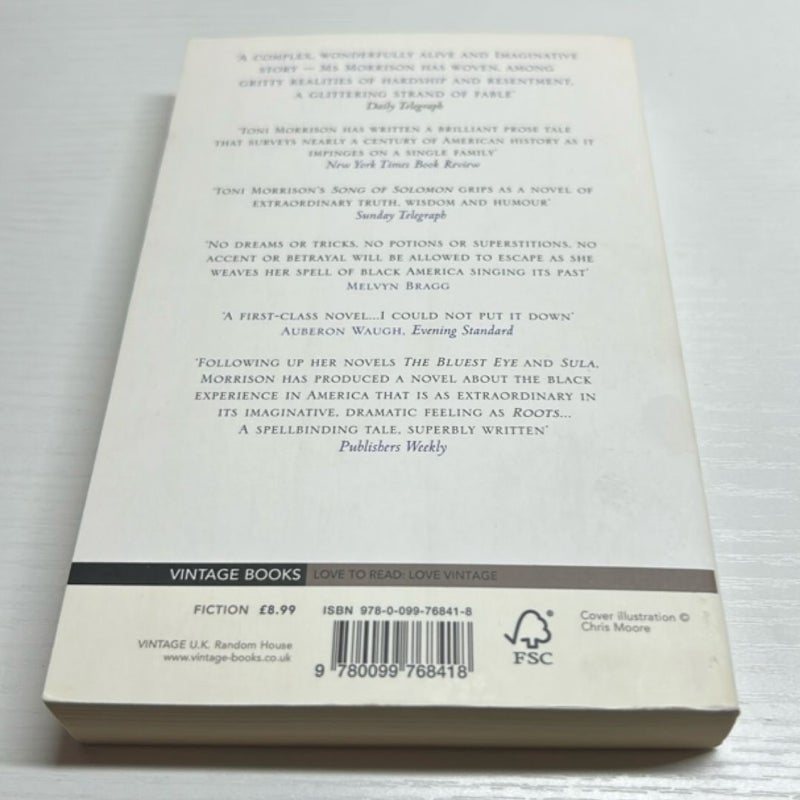 'A COMPLEX, WONDERFULLY ALIVE AND IMAGINATIVE
STORY – MS MORRISON HAS WOVEN, AMONG
GRITTY REALITIES OF HARDSHIP AND RESENTMENT,
A GLITTERING STRAND OF FABLE'
Daily Telegraph
'TONI MORRISON HAS WRITTEN A BRILLIANT PROSE TALE
THAT SURVEYS NEARLY A CENTURY OF AMERICAN HISTORY AS IT
IMPINGES ON A SINGLE FAMILY'
New York Times Book Review
'TONI MORRISON'S SONG OF SOLOMON GRIPS AS A NOVEL OF
EXTRAORDINARY TRUTH, WISDOM AND HUMOUR'
Sunday Telegraph
'NO DREAMS OR TRICKS, NO POTIONS OR SUPERSTITIONS, NO
ACCENT OR BETRAYAL WILL BE ALLOWED TO ESCAPE AS SHE
WEAVES HER SPELL OF BLACK AMERICA SINGING ITS PAST'
MELVYN BRAGG
'A FIRST-CLASS NOVEL...I COULD NOT PUT IT DOWN'
AUBERON WAUGH, Evening Standard
'FOLLOWING UP HER NOVELS THE BLUEST EYE AND SULA,
MORRISON HAS PRODUCED A NOVEL ABOUT THE BLACK
EXPERIENCE IN AMERICA THAT IS AS EXTRAORDINARY IN
ITS IMAGINATIVE, DRAMATIC FEELING AS ROOTS...
A SPELLBINDING TALE, SUPERBLY WRITTEN'
Publishers Weekly
VINTAGE BOOKS LOVE TO READ: LOVE VINTAGE
FICTION £8.99
VINTAGE U.K. Random House
www.vintage-books.co.uk
ISBN 978-0-099-76841-8
9 780099 768418
FSC
Cover illustration ©
Chris Moore